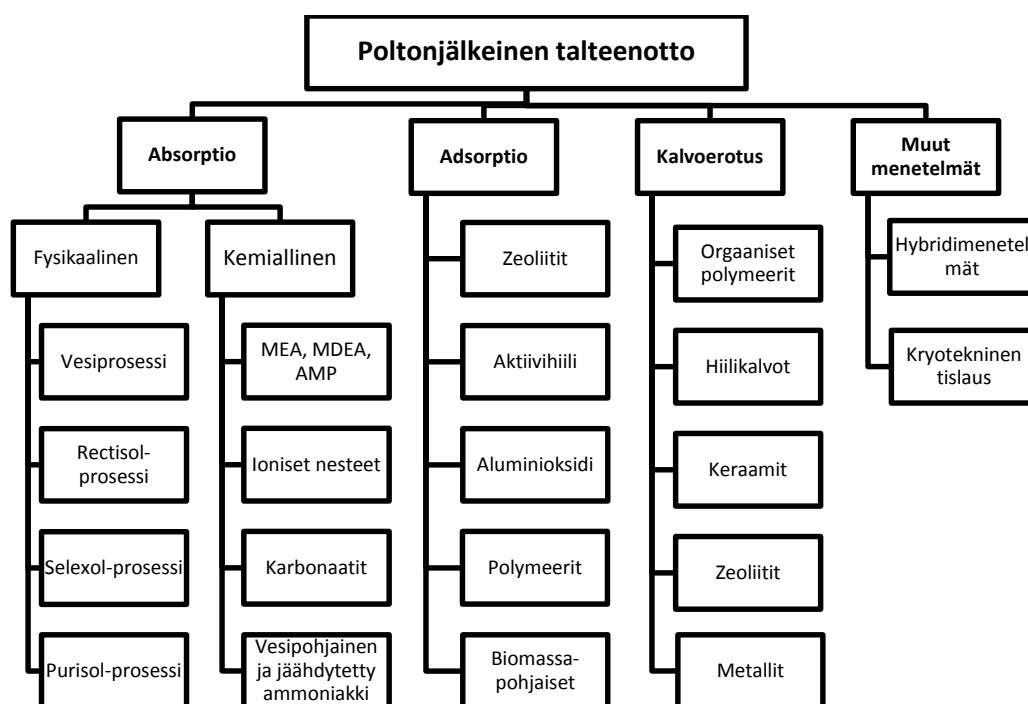 Poltonjälkeinen talteenotto
Absorptio
Adsorptio
Kalvoerotus
Muut
menetelmät
Fysikaalinen
Kemiallinen
Vesiprosessi
Rectisol-
prosessi
Selexol-prosessi
Purisol-prosessi
MEA, MDEA,
AMP
Ioniset nesteet
Karbonaatit
Vesipohjainen
ja jäähdytetty
ammoniakki
Zeoliitit
Aktiivihiili
Aluminioksidi
Polymeerit
Biomassa-
pohjaiset
Orgaaniset
polymeerit
Hiilikalvot
Keraamit
Zeoliitit
Metallit
Hybridimenetel
mät
Kryotekninen
tislaus